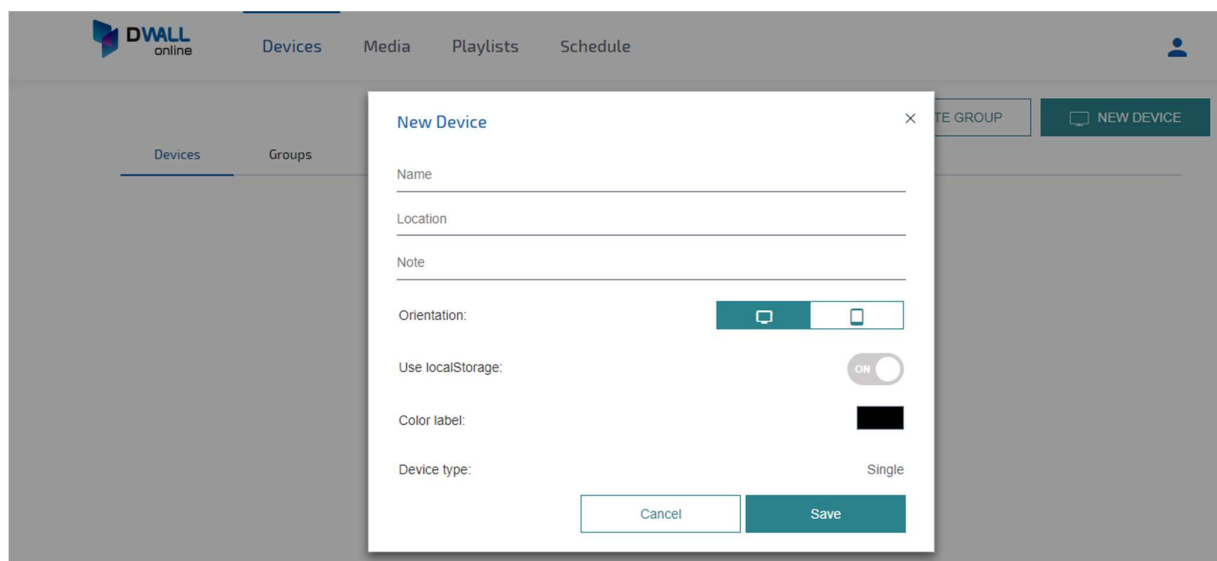 DWALL
online
Devices
Media
Playlists
Schedule
TE GROUP
NEW DEVICE
Devices
Groups
New Device
Name
Location
Note
Orientation:
Use localStorage:
ON
Color label:
Device type:
Single
Cancel
Save